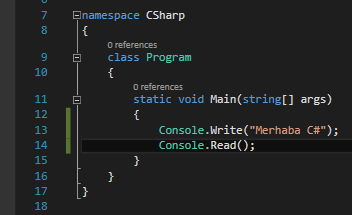 7 namespace CSharp
8 {
0 references
9 class Program
10 {
0 references
11 static void Main(string[] args)
12 {
13 Console.Write("Merhaba C#");
14 Console.Read();
15 }
16 }
17 }
18